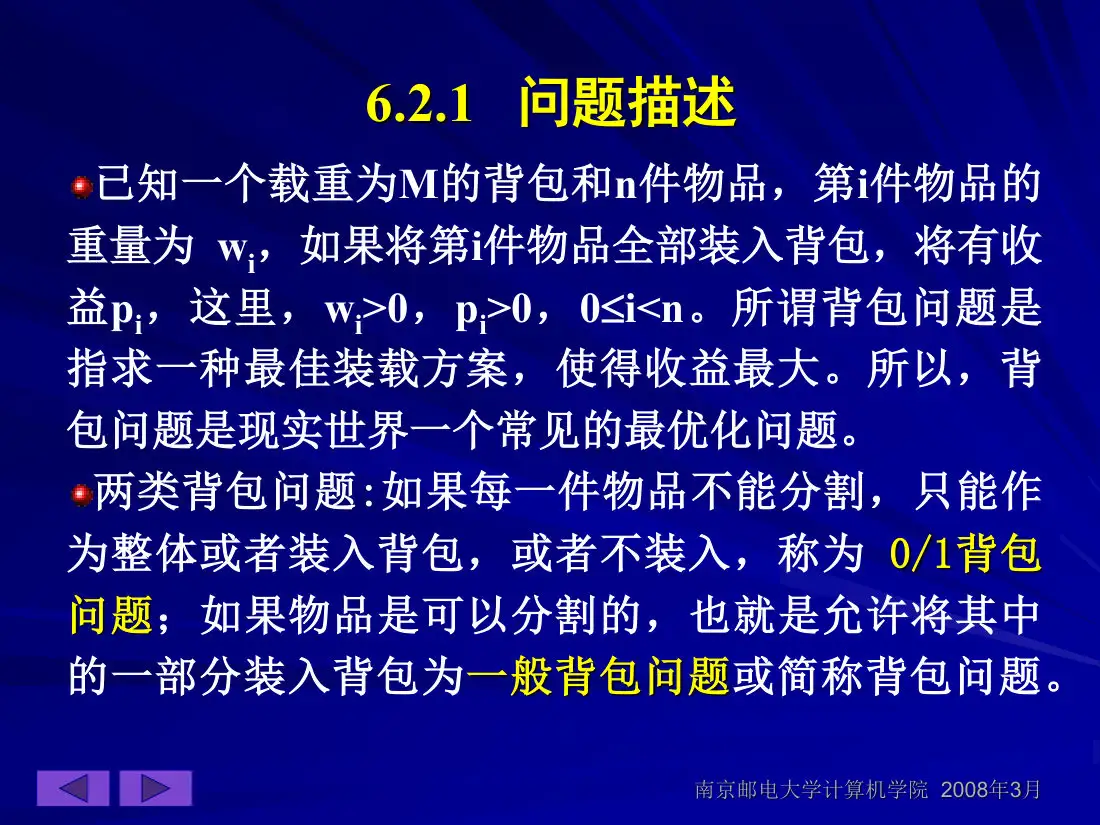 6.2.1 问题描述
已知一个载重为M的背包和n件物品，第i件物品的
重量为 wi，如果将第i件物品全部装入背包，将有收
益pi，这里，wi>0，pi>0，0≤i<n。所谓背包问题是
指求一种最佳装载方案，使得收益最大。所以，背
包问题是现实世界一个常见的最优化问题。
两类背包问题:如果每一件物品不能分割，只能作
为整体或者装入背包，或者不装入，称为 0/1背包
问题；如果物品是可以分割的，也就是允许将其中
的一部分装入背包为一般背包问题或简称背包问题。
南京邮电大学计算机学院 2008年3月